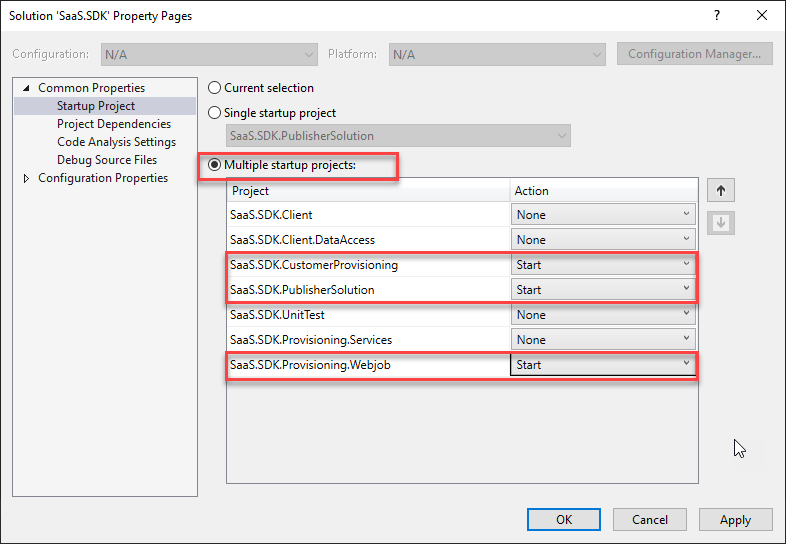 Solution 'SaaS.SDK' Property Pages
?
Configuration: N/A Platform: N/A Configuration Manager...
Common Properties
Startup Project
Project Dependencies
Code Analysis Settings
Debug Source Files
Configuration Properties
Current selection
Single startup project
SaaS.SDK.PublisherSolution
Multiple startup projects:
Project Action
SaaS.SDK.Client None
SaaS.SDK.Client.DataAccess None
SaaS.SDK.CustomerProvisioning Start
SaaS.SDK.PublisherSolution Start
SaaS.SDK.UnitTest None
SaaS.SDK.Provisioning.Services None
SaaS.SDK.Provisioning.Webjob Start
OK Cancel Apply